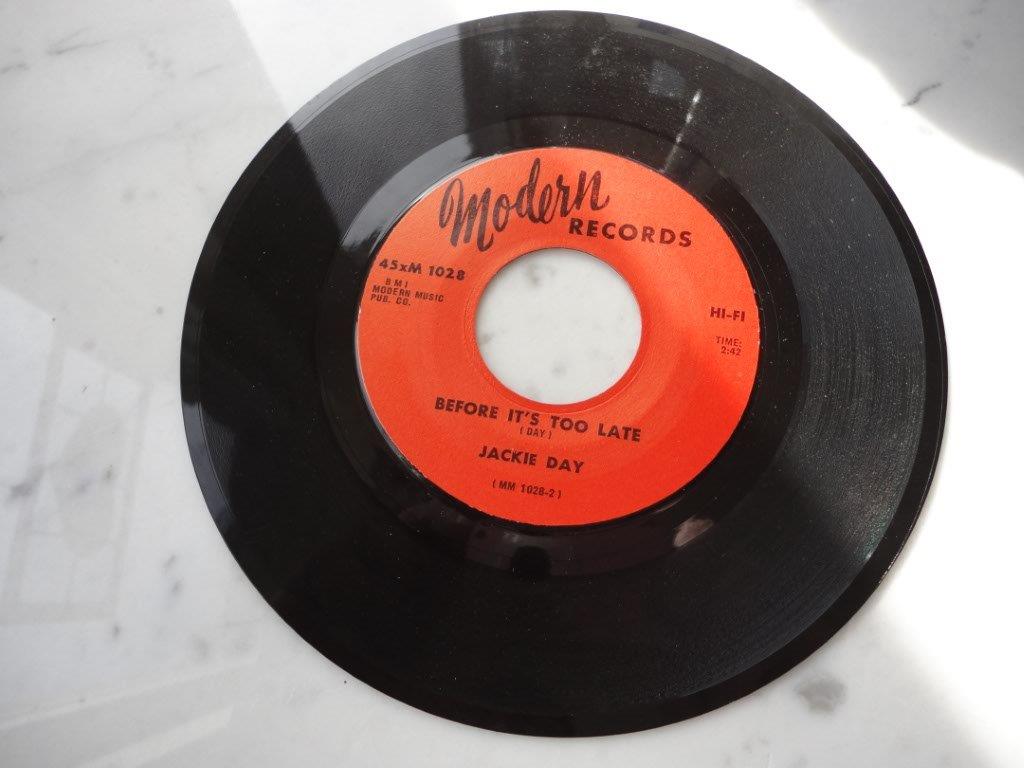 Modern
RECORDS
45xM 1028
BMI
MODERN MUSIC
PUB. CO.
HI-FI
TIME:
2:42
BEFORE IT'S TOO LATE
(DAY)
JACKIE DAY
(MM 1028-2)